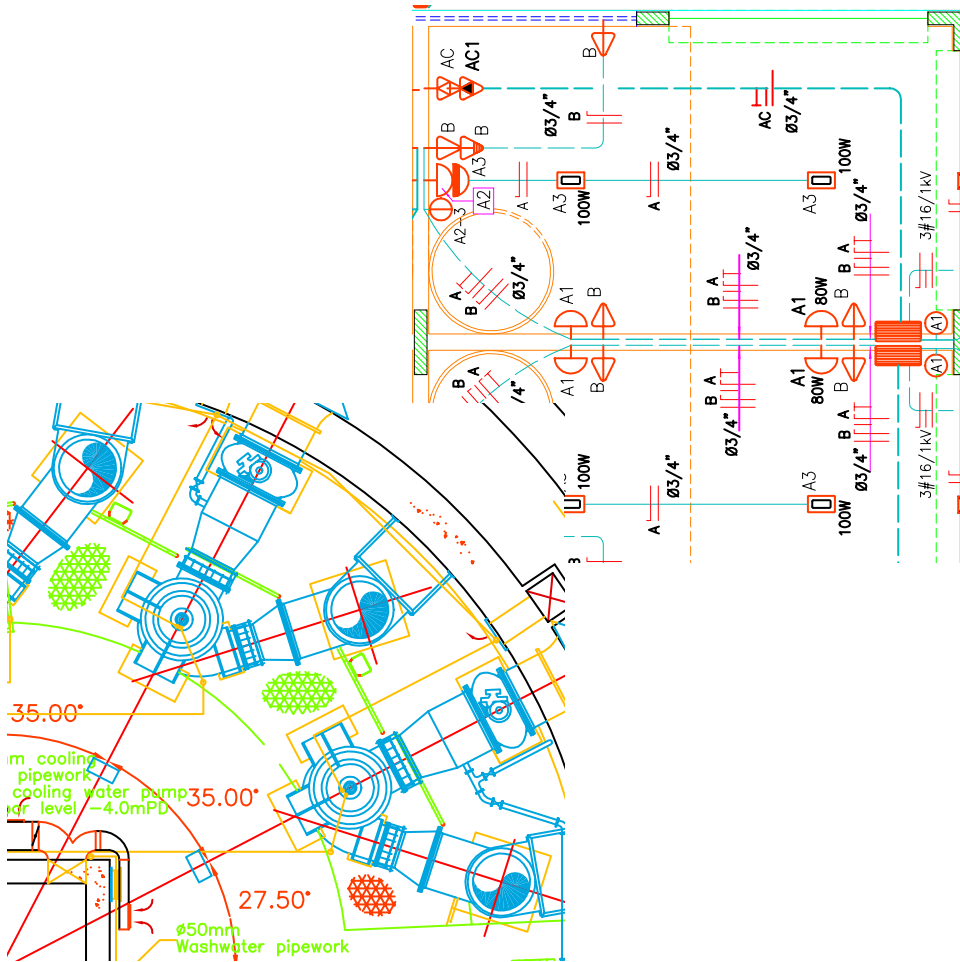 AC
AC1
B
Ø3/4"
B
AC
Ø3/4"
B
B
A3
A
A3
100W
A
Ø3/4"
A3
100W
A2
A2-3
A
B
Ø3/4"
A1
B
B A
Ø3/4"
A1
80W
B
B A
Ø3/4"
3#16/1kV
A1
A1
B A
A1
B
B A
Ø3/4"
A1
80W
B
B A
Ø3/4"
3#16/1kV
100W
A
Ø3/4"
A3
100W
35.00°
m cooling
pipework
cooling water pump
level -4.0mPD
35.00°
27.50°
ø50mm
Washwater pipework